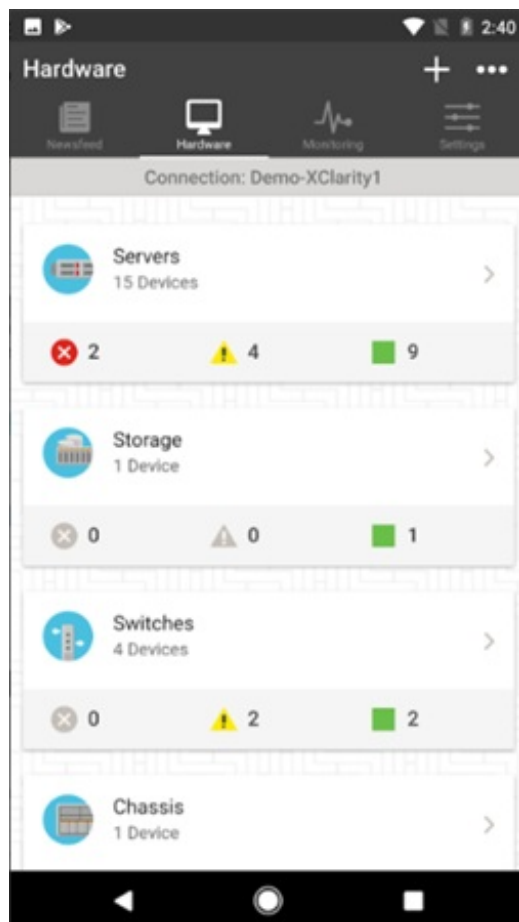 2:40
Hardware
Newsfeed Hardware Monitoring Settings
Connection: Demo-XClarity1
Servers
15 Devices
2 4 9
Storage
1 Device
0 0 1
Switches
4 Devices
0 2 2
Chassis
1 Device